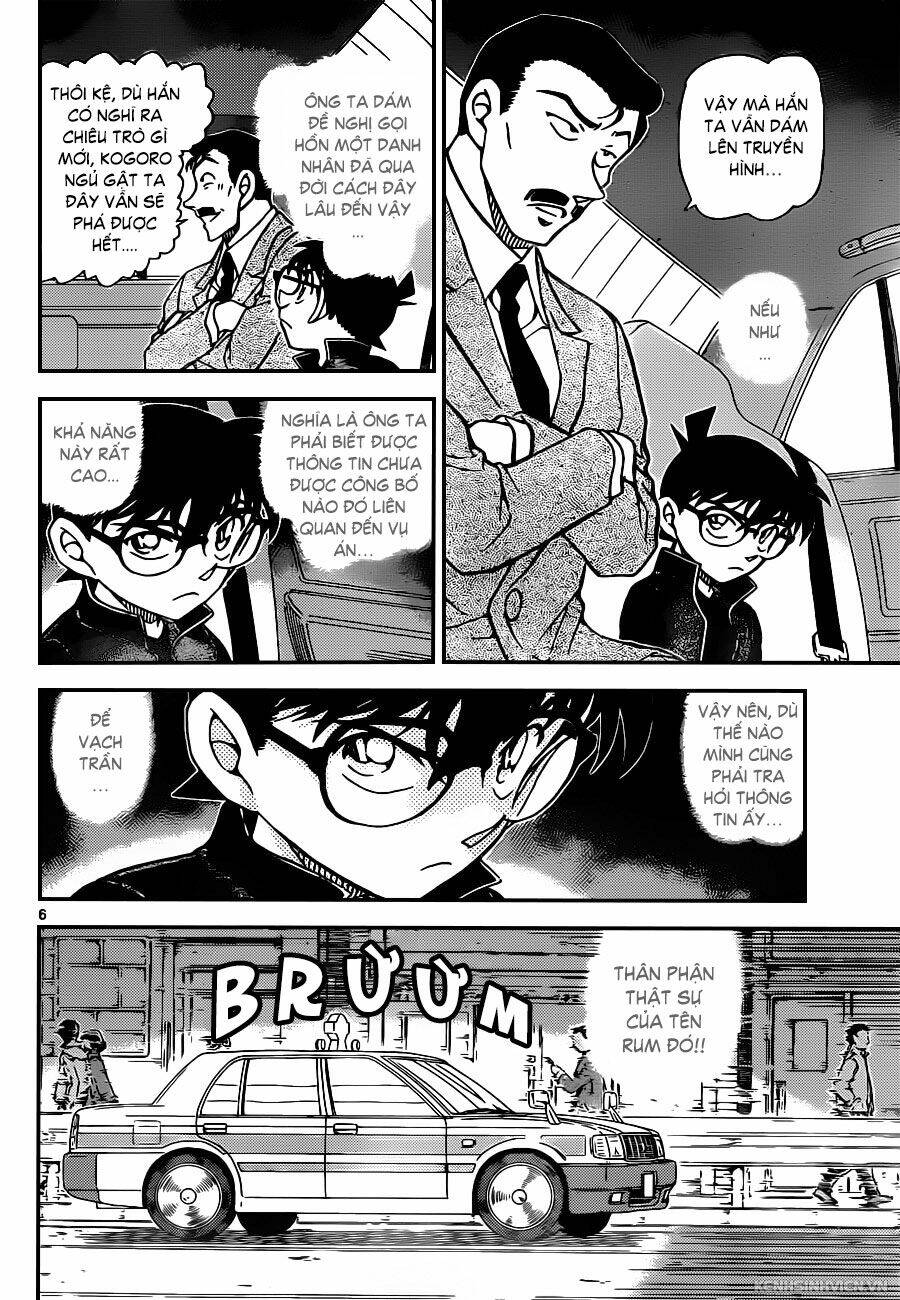 VẬY MÀ HẮN
TA VẪN DÁM
LÊN TRUYỀN
HÌNH...
NẾU
NHƯ
...
ÔNG TA DÁM
ĐỀ NGHỊ GỌI
HỒN MỘT DANH
NHÂN ĐÃ QUA
ĐỜI CÁCH ĐÂY
LÂU ĐẾN VẬY
...
THÔI KỆ, DÙ HẮN
CÓ NGHĨ RA
CHIÊU TRÒ GÌ
MỚI, KOGORO
NGỦ GẬT TA
ĐÂY VẪN SẼ
PHÁ ĐƯỢC
HẾT....
NGHĨA LÀ ÔNG TA
PHẢI BIẾT ĐƯỢC
THÔNG TIN CHƯA
ĐƯỢC CÔNG BỐ
NÀO ĐÓ LIÊN
QUAN ĐẾN VỤ
ÁN...
KHẢ NĂNG
NÀY RẤT
CAO...
VẬY NÊN, DÙ
THẾ NÀO
MÌNH CŨNG
PHẢI TRA
HỎI THÔNG
TIN ẤY...
ĐỂ
VẠCH
TRẦN
...
6
BRỪỪM
THÂN PHẬN
THẬT SỰ
CỦA TÊN
RUM ĐÓ!!